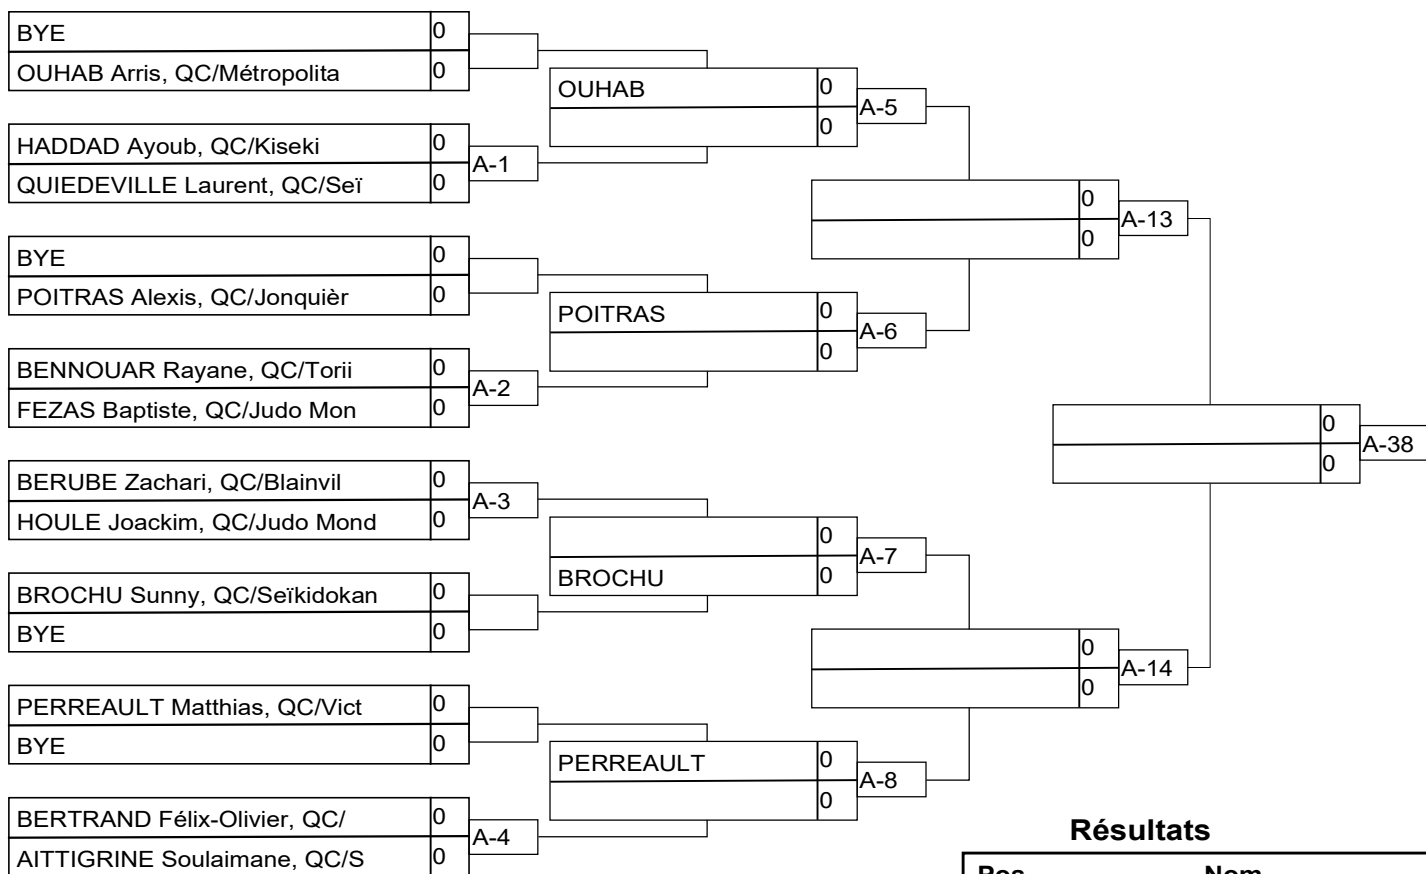 BYE 0
OUHAB Arris, QC/Métropolita 0
HADDAD Ayoub, QC/Kiseki 0
QUIEDEVILLE Laurent, QC/Seï 0
A-1
BYE 0
POITRAS Alexis, QC/Jonquièr 0
BENNOUAR Rayane, QC/Torii 0
FEZAS Baptiste, QC/Judo Mon 0
A-2
BERUBE Zachari, QC/Blainvil 0
HOULE Joackim, QC/Judo Mond 0
A-3
BROCHU Sunny, QC/Seïkidokan 0
BYE 0
PERREAULT Matthias, QC/Vict 0
BYE 0
BERTRAND Félix-Olivier, QC/ 0
AITTIGRINE Soulaimane, QC/S 0
A-4
OUHAB 0
0
A-5
POITRAS 0
0
A-6
0
BROCHU 0
A-7
PERREAULT 0
0
A-8
0
0
A-13
0
0
A-14
0
0
A-38
Résultats
Pos Nom